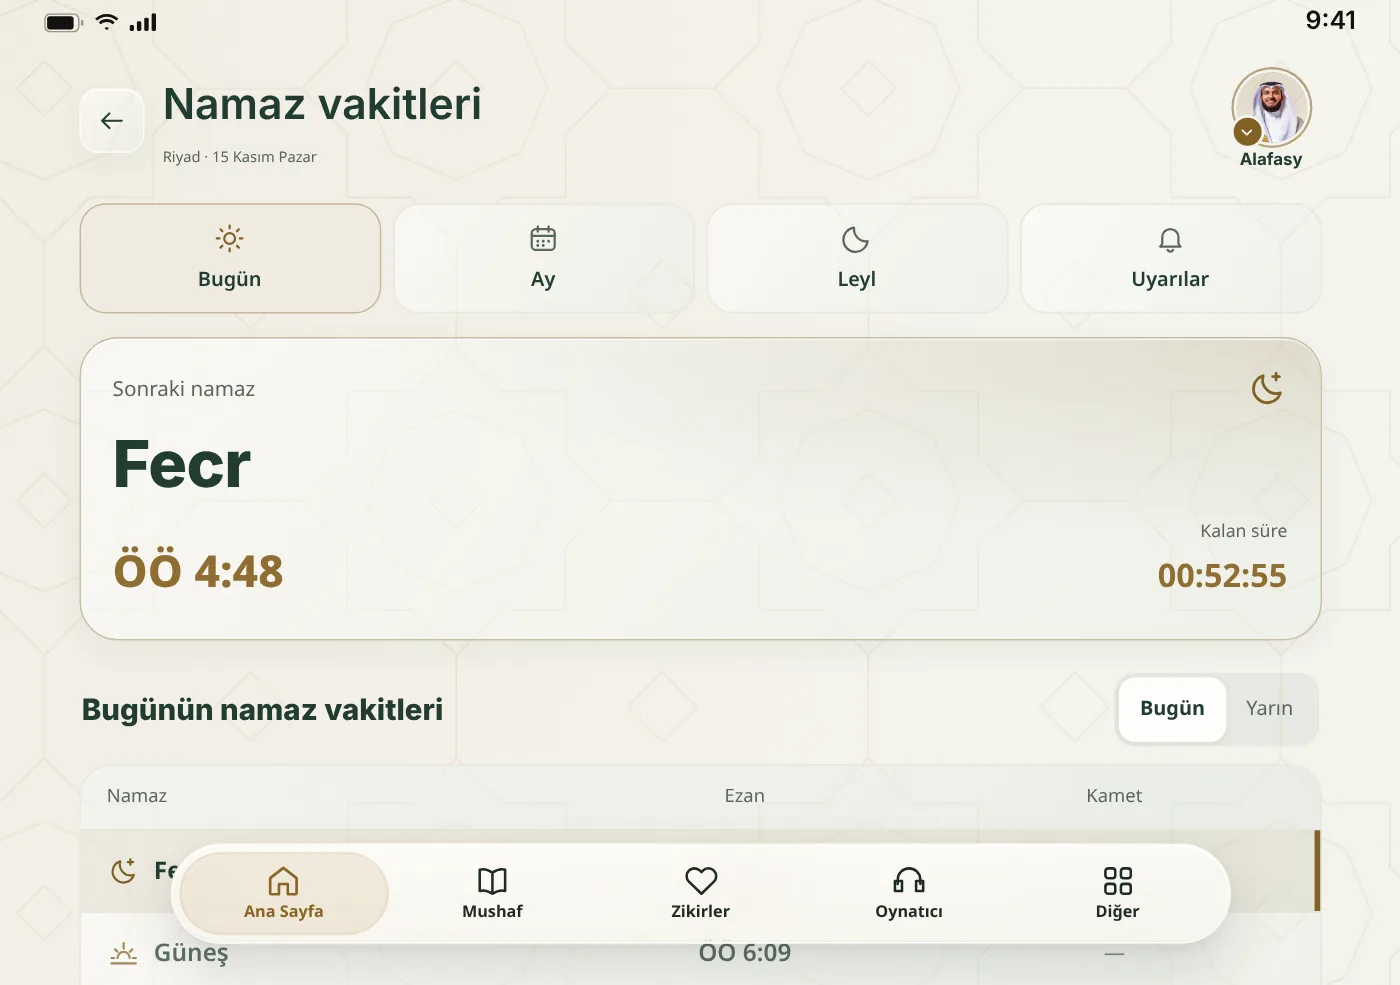 9:41
Namaz vakitleri
Riyad · 15 Kasım Pazar
Alafasy
Bugün
Ay
Leyl
Uyarılar
Sonraki namaz
Fecr
ÖÖ 4:48
Kalan süre
00:52:55
Bugünün namaz vakitleri
Bugün
Yarın
Namaz
Ezan
Kamet
Güneş
ÖÖ 6:09
—
Ana Sayfa
Mushaf
Zikirler
Oynatıcı
Diğer